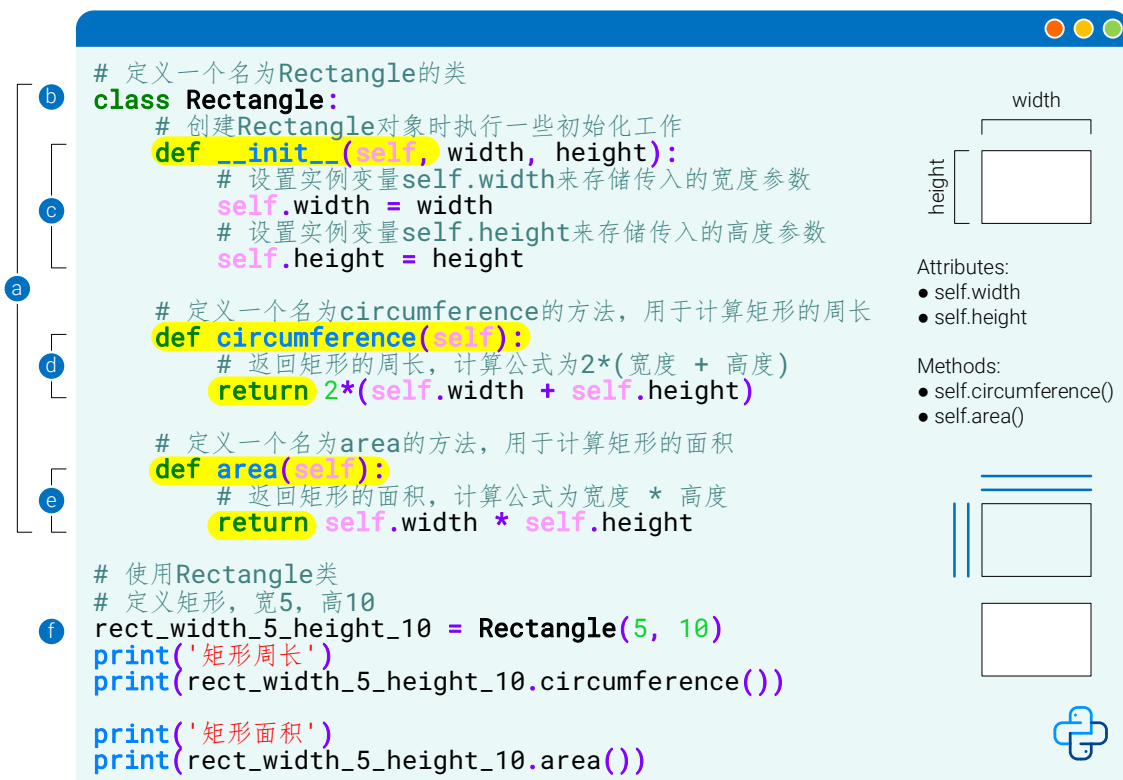 # 定义一个名为Rectangle的类
class Rectangle:
# 创建Rectangle对象时执行一些初始化工作
def __init__(self, width, height):
# 设置实例变量self.width来存储传入的宽度参数
self.width = width
# 设置实例变量self.height来存储传入的高度参数
self.height = height
# 定义一个名为circumference的方法, 用于计算矩形的周长
def circumference(self):
# 返回矩形的周长, 计算公式为2*(宽度 + 高度)
return 2*(self.width + self.height)
# 定义一个名为area的方法, 用于计算矩形的面积
def area(self):
# 返回矩形的面积, 计算公式为宽度 * 高度
return self.width * self.height
# 使用Rectangle类
# 定义矩形, 宽5, 高10
rect_width_5_height_10 = Rectangle(5, 10)
print('矩形周长')
print(rect_width_5_height_10.circumference())
print('矩形面积')
print(rect_width_5_height_10.area())
a
b
c
d
e
f
width
height
Attributes:
● self.width
● self.height
Methods:
● self.circumference()
● self.area()